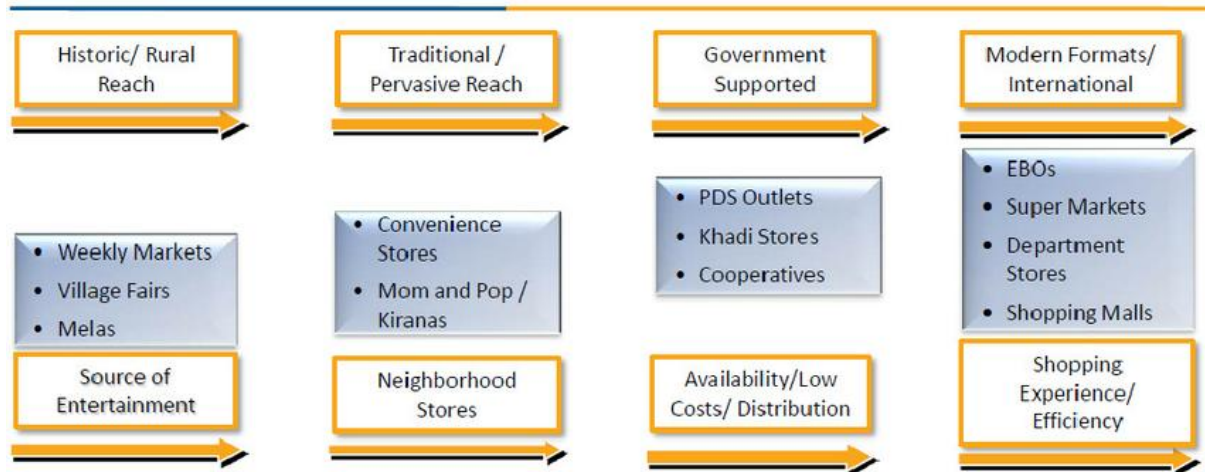 Historic/ Rural
Reach
Traditional /
Pervasive Reach
Government
Supported
Modern Formats/
International
• Weekly Markets
• Village Fairs
• Melas
• Convenience
Stores
• Mom and Pop /
Kiranas
• PDS Outlets
• Khadi Stores
• Cooperatives
• EBOs
• Super Markets
• Department
Stores
• Shopping Malls
Source of
Entertainment
Neighborhood
Stores
Availability/Low
Costs/ Distribution
Shopping
Experience/
Efficiency